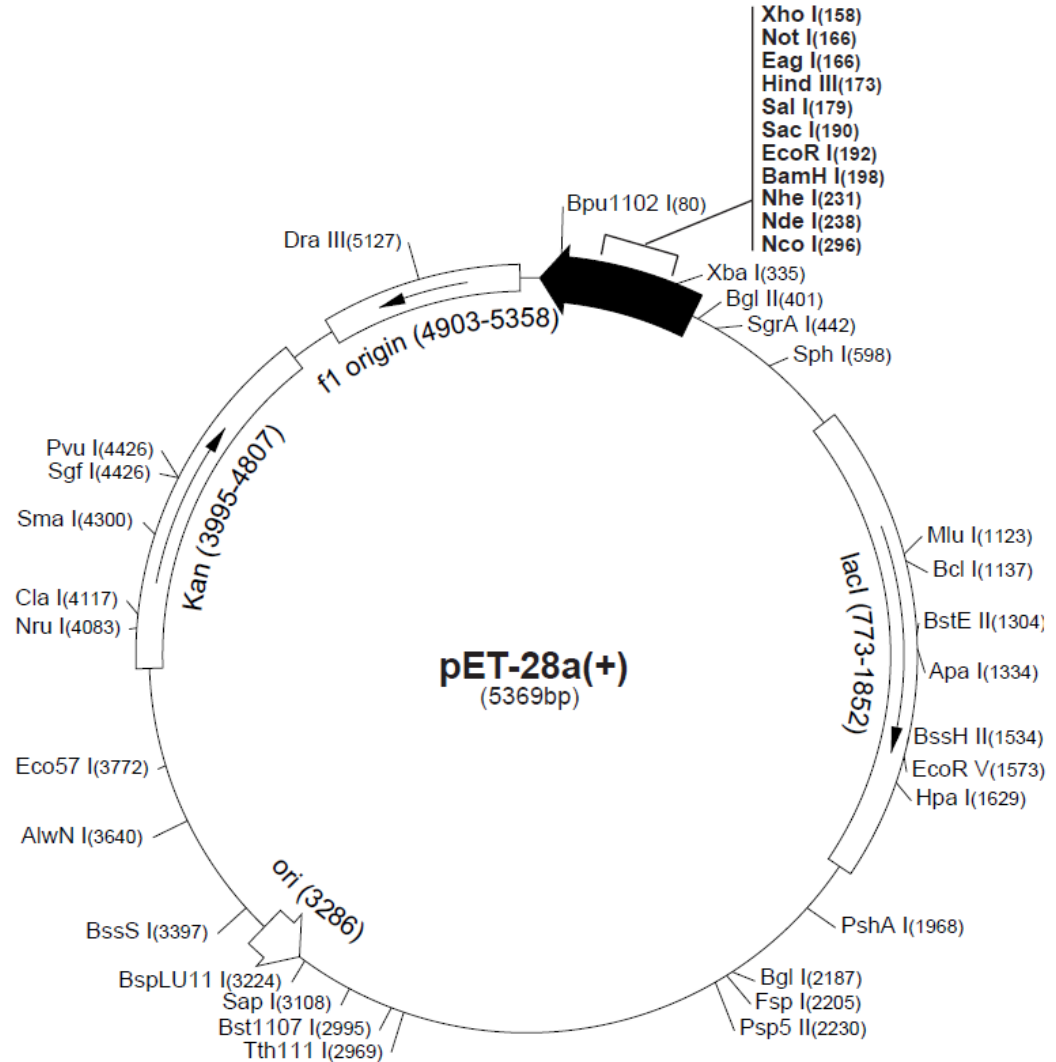 Xho I(158)
Not I(166)
Eag I(166)
Hind III(173)
Sal I(179)
Sac I(190)
EcoR I(192)
BamH I(198)
Nhe I(231)
Nde I(238)
Nco I(296)
Bpu1102 I(80)
Dra III(5127)
Xba I(335)
Bgl II(401)
SgrA I(442)
Sph I(598)
f1 origin (4903-5358)
Pvu I(4426)
Sgf I(4426)
Sma I(4300)
Kan (3995-4807)
Cla I(4117)
Nru I(4083)
Mlu I(1123)
Bcl I(1137)
BstE II(1304)
Apa I(1334)
lacI (773-1852)
BssH II(1534)
EcoR V(1573)
Hpa I(1629)
pET-28a(+)
(5369bp)
Eco57 I(3772)
AlwN I(3640)
ori (3286)
BssS I(3397)
BspLU11 I(3224)
Sap I(3108)
Bst1107 I(2995)
Tth111 I(2969)
PshA I(1968)
Bgl I(2187)
Fsp I(2205)
Psp5 II(2230)